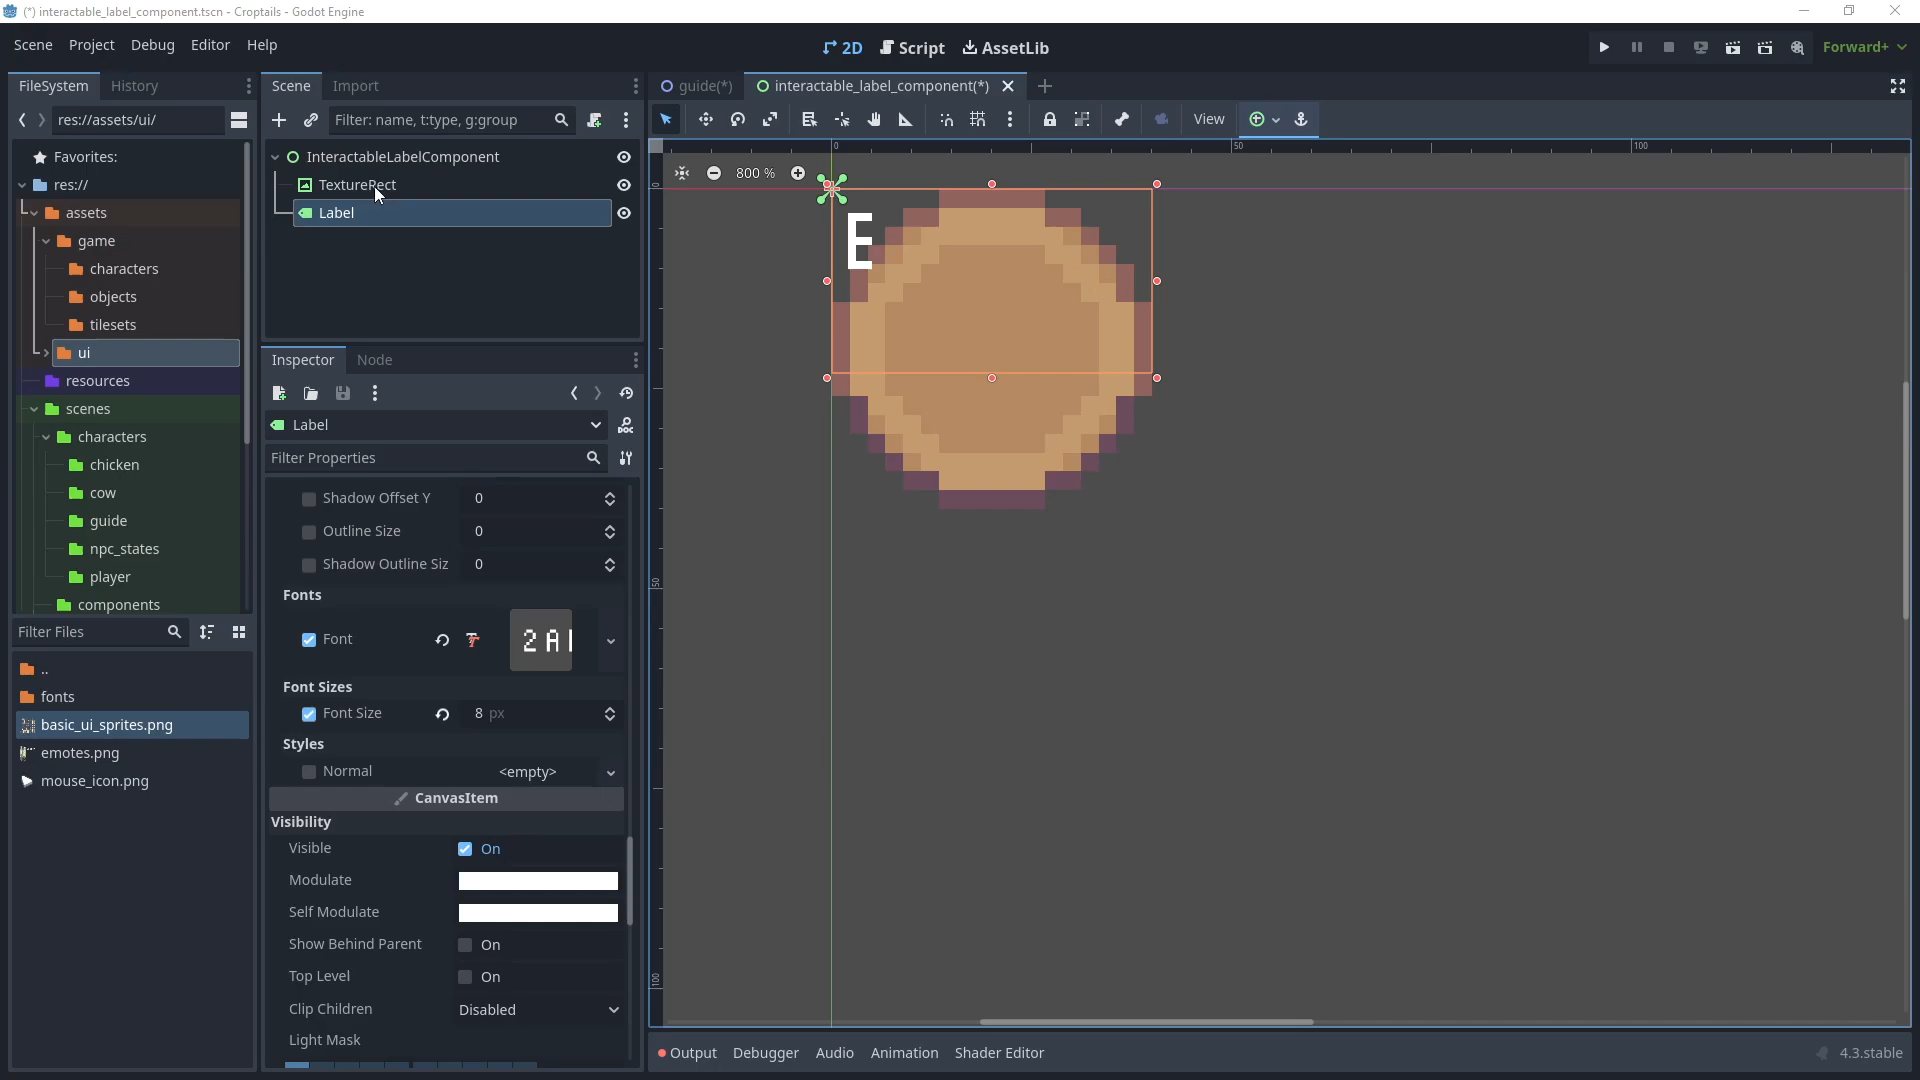 (*) interactable_label_component.tscn - Croptails - Godot Engine
Scene Project Debug Editor Help
2D Script AssetLib
Forward+
FileSystem History
Scene Import
guide(*) interactable_label_component(*)
res://assets/ui/
Filter: name, t:type, g:group
View
Favorites:
res://
assets
game
characters
objects
tilesets
ui
resources
scenes
characters
chicken
cow
guide
npc_states
player
components
Filter Files
..
fonts
basic_ui_sprites.png
emotes.png
mouse_icon.png
InteractableLabelComponent
TextureRect
Label
Inspector Node
Label
Filter Properties
Shadow Offset Y 0
Outline Size 0
Shadow Outline Siz 0
Fonts
Font 2 A
Font Sizes
Font Size 8 px
Styles
Normal <empty>
CanvasItem
Visibility
Visible On
Modulate
Self Modulate
Show Behind Parent On
Top Level On
Clip Children Disabled
Light Mask
0 50 100
800 %
0
E
50
100
Output Debugger Audio Animation Shader Editor
4.3.stable